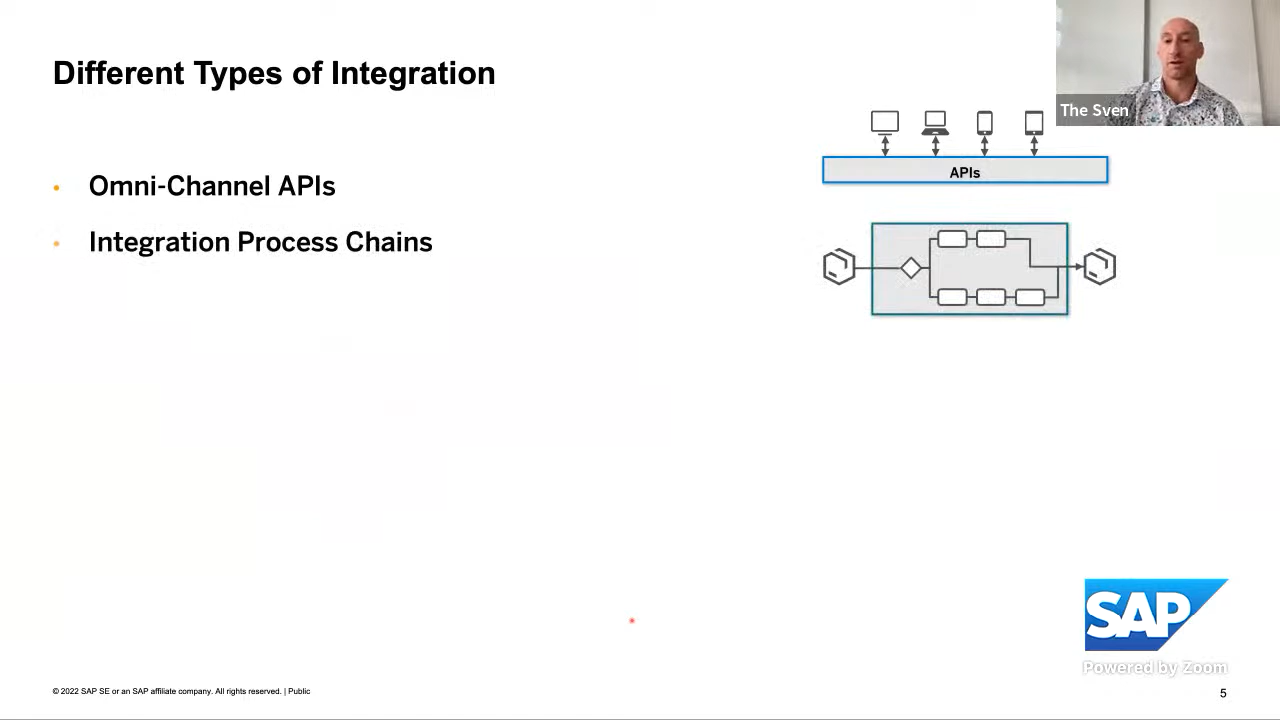 Different Types of Integration
The Sven
APIs
• Omni-Channel APIs
• Integration Process Chains
SAP
Powered by Zoom
© 2022 SAP SE or an SAP affiliate company. All rights reserved. | Public
5